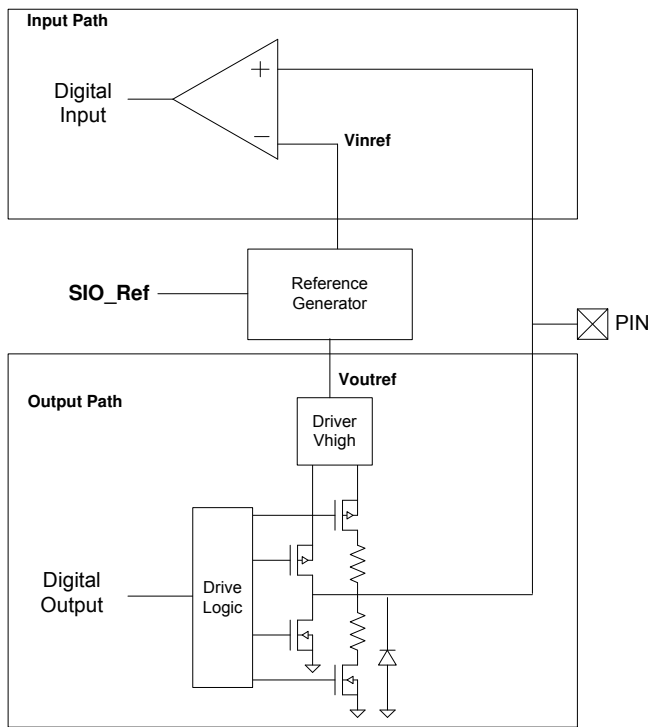 Input Path
+
Digital
Input
−
Vinref
SIO_Ref
Reference
Generator
PIN
Voutref
Output Path
Driver
Vhigh
Digital
Output
Drive
Logic